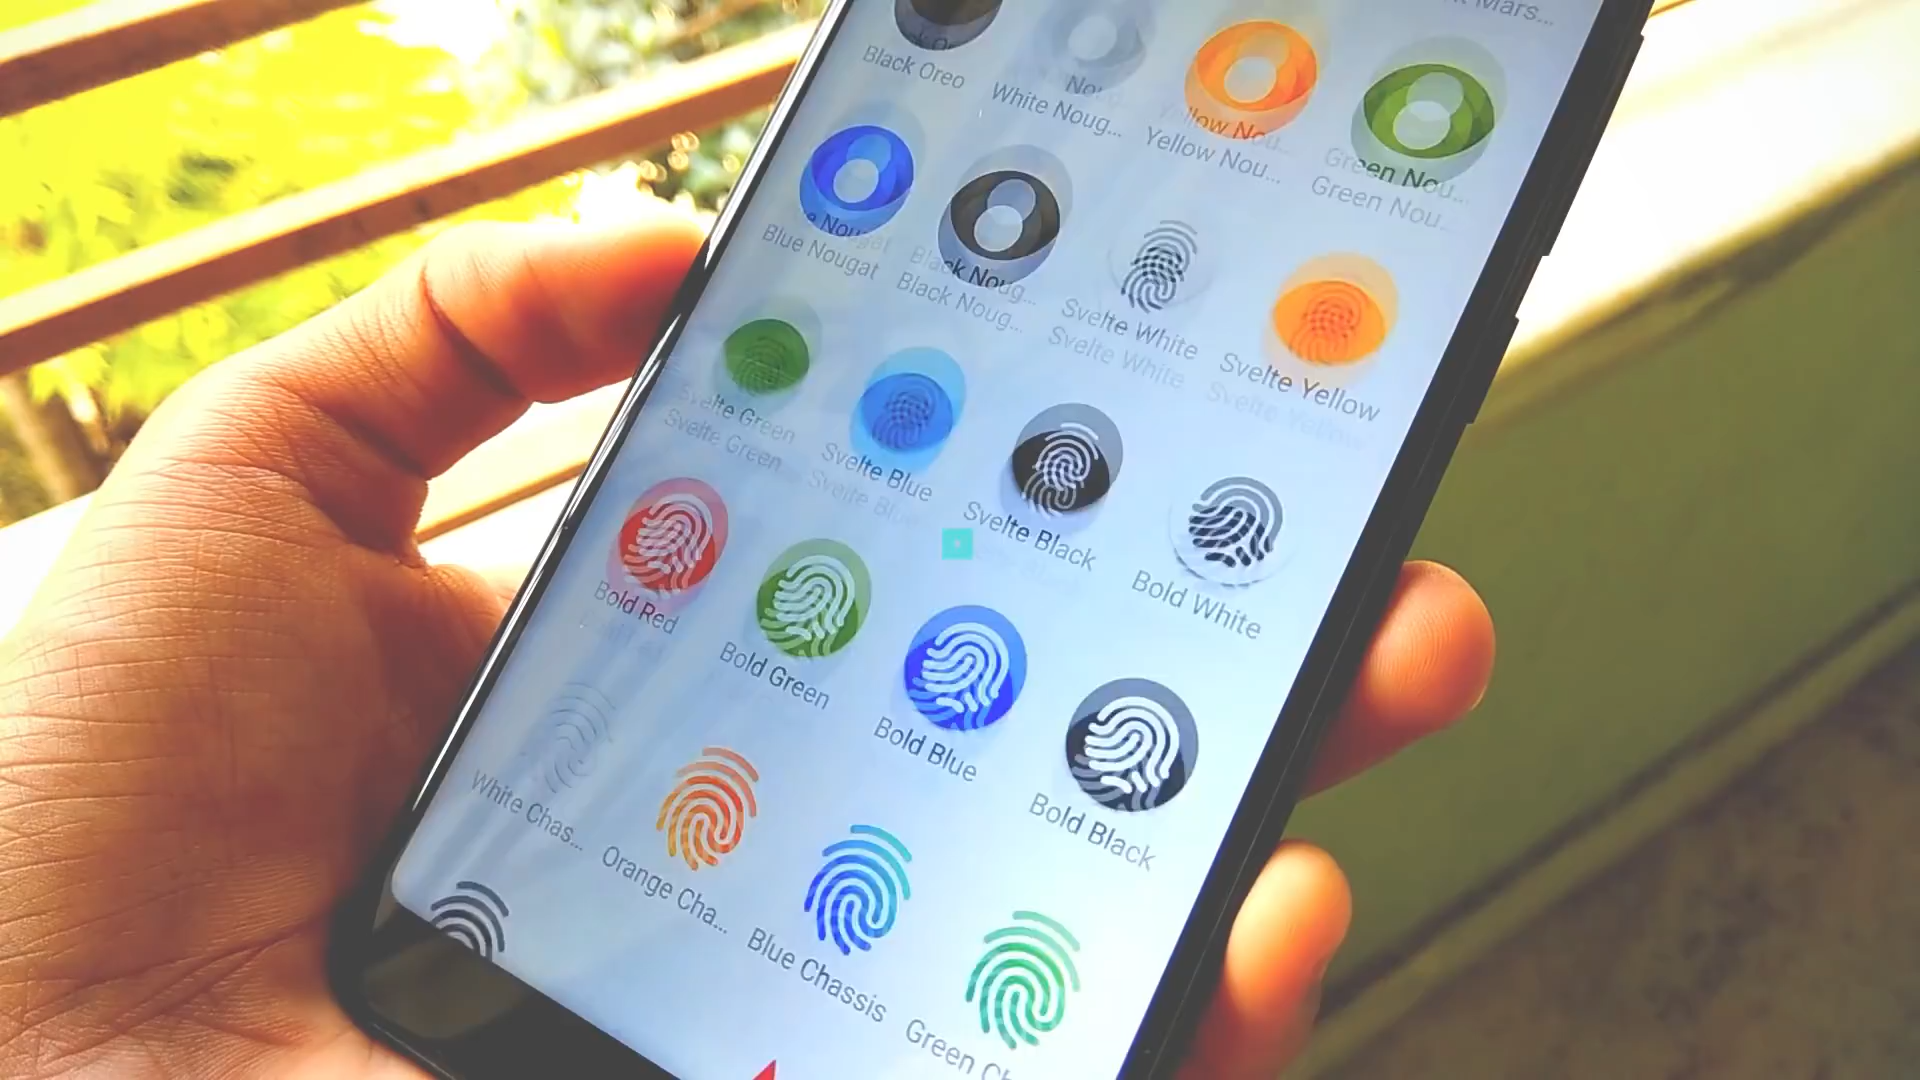 Black Oreo
White Noug...
Yellow Nou...
Green Nou...
Blue Nougat
Black Noug...
Svelte White
Svelte Yellow
Svelte Green
Svelte Blue
Svelte Black
Bold White
Bold Red
Bold Green
Bold Blue
Bold Black
White Chas...
Orange Cha...
Blue Chassis
Green